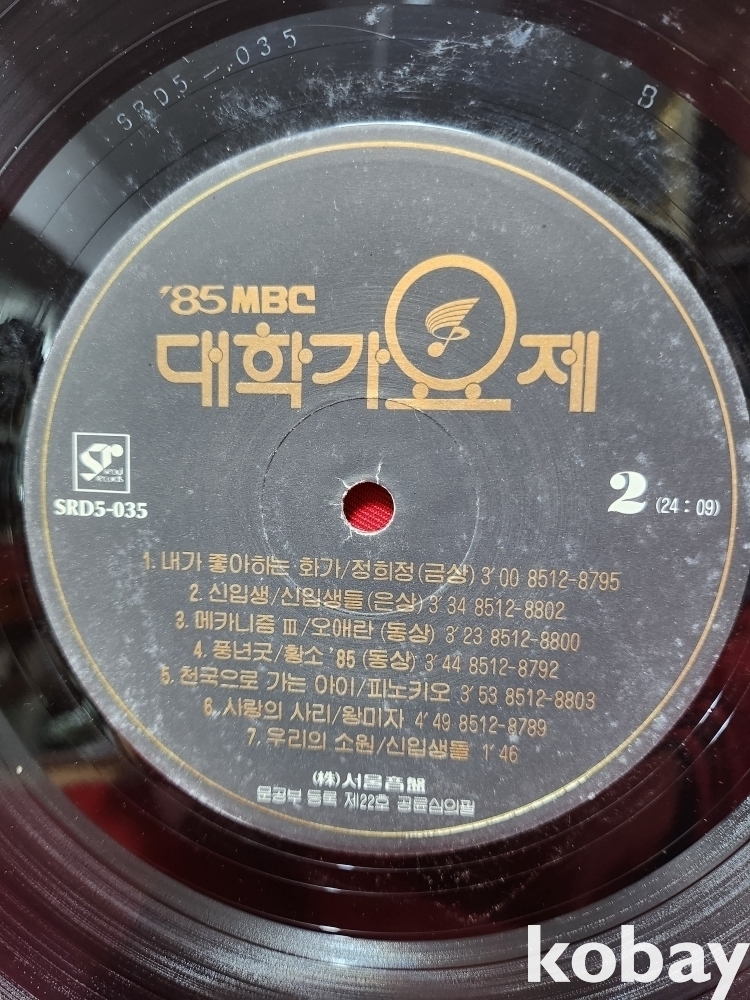 SRD5-035
B
'85 MBC
대학가요제
seoul
records
SRD5-035
2 (24 : 09)
1. 내가 좋아하는 화가/정희정 (금상) 3'00 8512-8795
2. 신입생/신입생들 (은상) 3'34 8512-8802
3. 메카니즘 Ⅲ/오애란 (동상) 3'23 8512-8800
4. 풍년굿/황소 '85 (동상) 3'44 8512-8792
5. 천국으로 가는 아이/피노키오 3'53 8512-8803
6. 사랑의 사리/왕미자 4'49 8512-8789
7. 우리의 소원/신입생들 1'46
(株)서울音盤
문공부 등록 제22호 공륜심의필
kobay